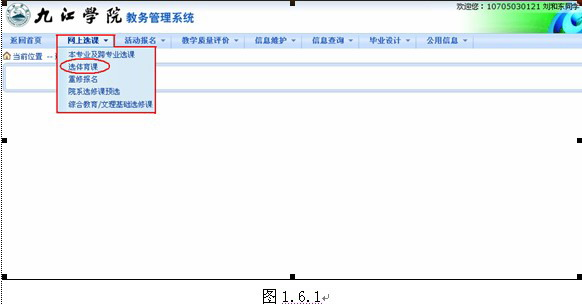 九江学院 教务管理系统
欢迎您：10705030121 刘和东同学
返回首页 网上选课 活动报名 教学质量评价 信息维护 信息查询 毕业设计 公用信息
当前位置 --
本专业及跨专业选课
选体育课
重修报名
院系选修课预选
综合教育/文理基础选修课
图 1.6.1